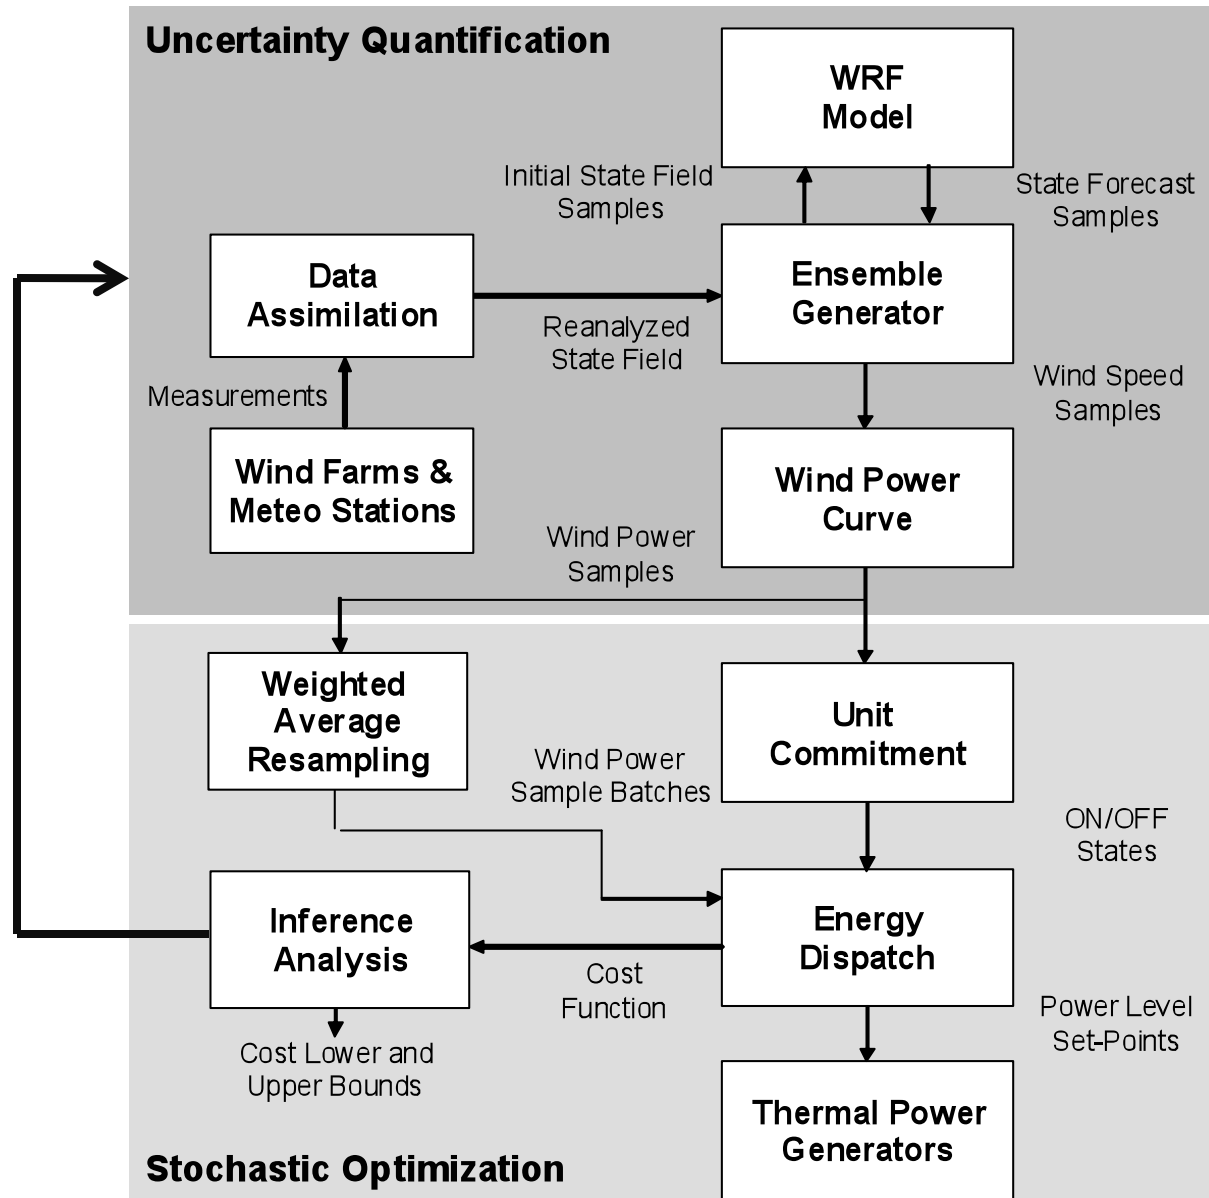 Uncertainty Quantification
WRF
Model
Initial State Field
Samples
State Forecast
Samples
Data
Assimilation
Ensemble
Generator
Reanalyzed
State Field
Measurements
Wind Speed
Samples
Wind Farms &
Meteo Stations
Wind Power
Curve
Wind Power
Samples
Weighted
Average
Resampling
Unit
Commitment
Wind Power
Sample Batches
ON/OFF
States
Inference
Analysis
Energy
Dispatch
Cost
Function
Power Level
Set-Points
Cost Lower and
Upper Bounds
Thermal Power
Generators
Stochastic Optimization